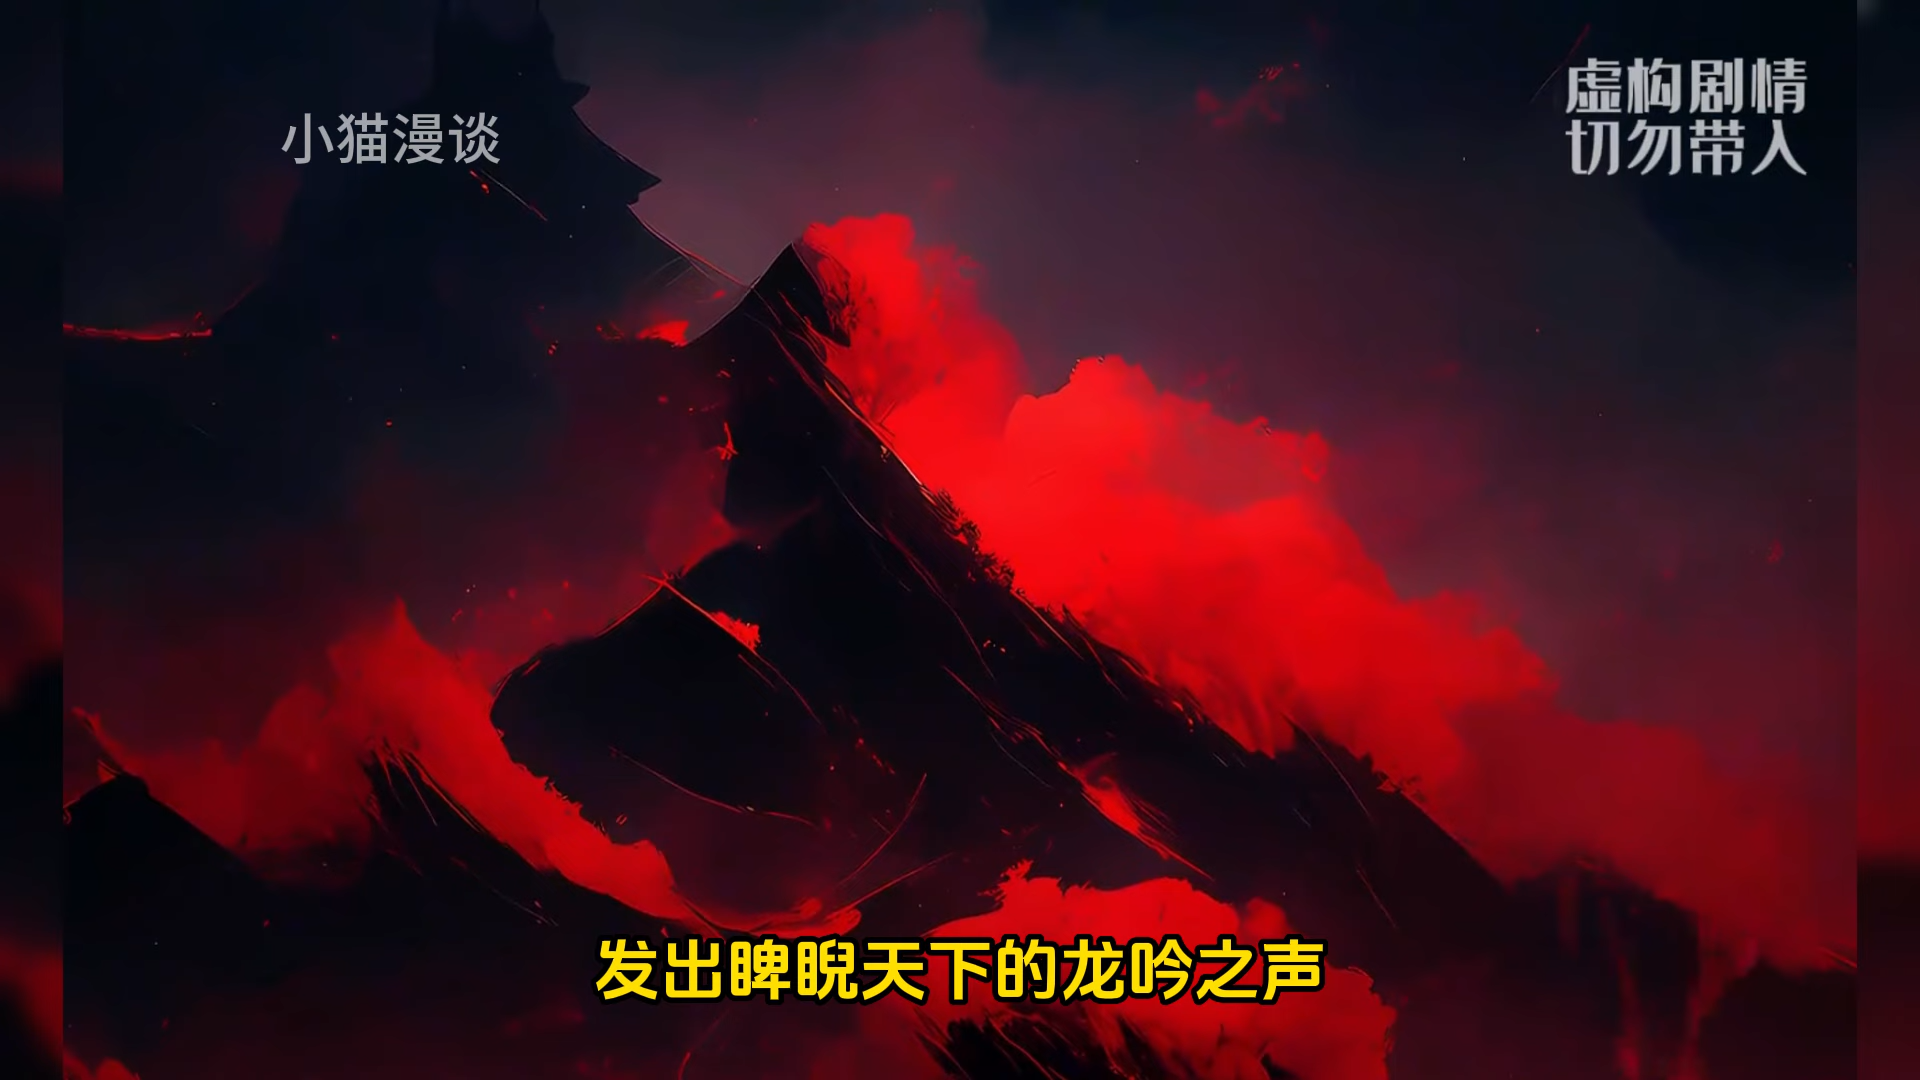 小猫漫谈
虚构剧情
切勿带入
发出睥睨天下的龙吟之声